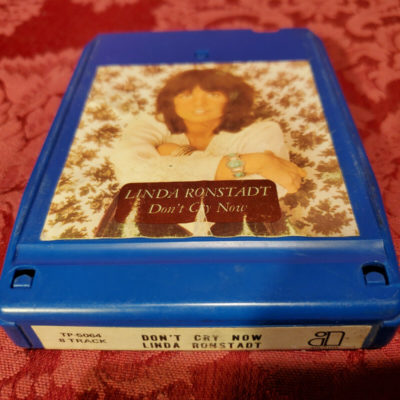 LINDA RONSTADT
Don't Cry Now
TP-5064
8 TRACK
DON'T CRY NOW
LINDA RONSTADT